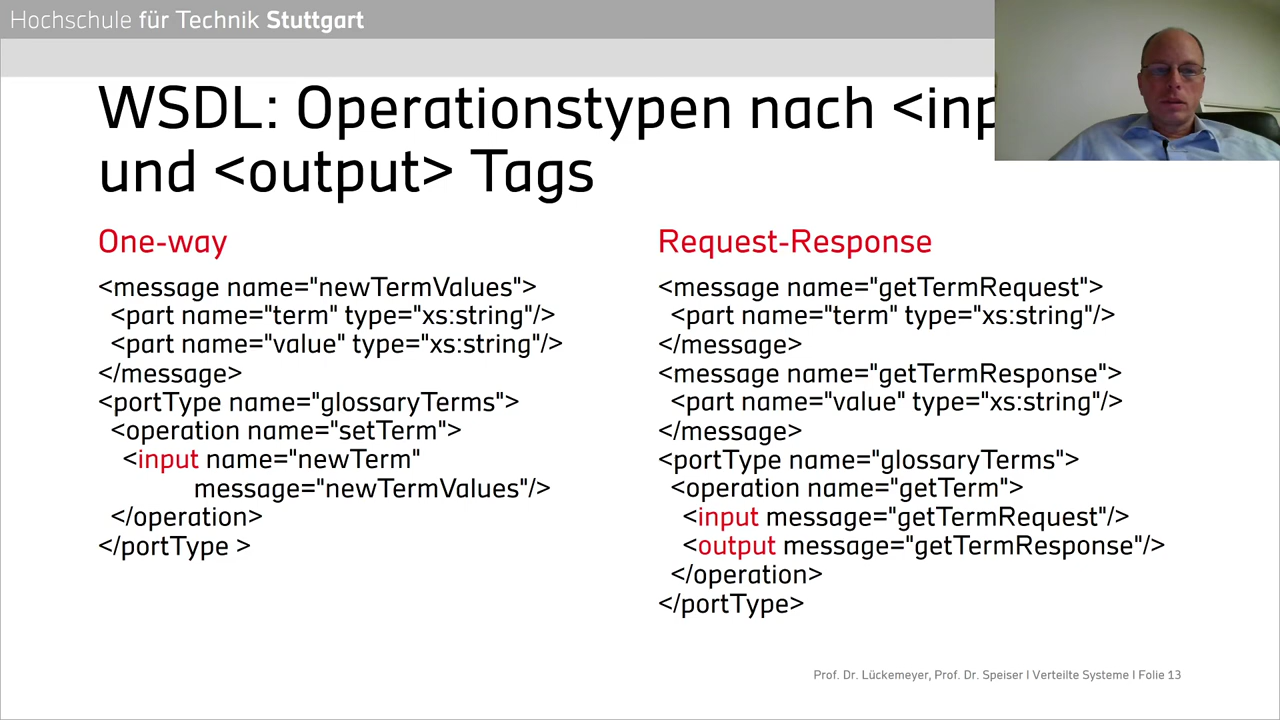 Hochschule für Technik Stuttgart
WSDL: Operationstypen nach <inp
und <output> Tags
One-way
<message name="newTermValues">
<part name="term" type="xs:string"/>
<part name="value" type="xs:string"/>
</message>
<portType name="glossaryTerms">
<operation name="setTerm">
<input name="newTerm"
message="newTermValues"/>
</operation>
</portType >
Request-Response
<message name="getTermRequest">
<part name="term" type="xs:string"/>
</message>
<message name="getTermResponse">
<part name="value" type="xs:string"/>
</message>
<portType name="glossaryTerms">
<operation name="getTerm">
<input message="getTermRequest"/>
<output message="getTermResponse"/>
</operation>
</portType>
Prof. Dr. Lückemeyer, Prof. Dr. Speiser I Verteilte Systeme I Folie 13